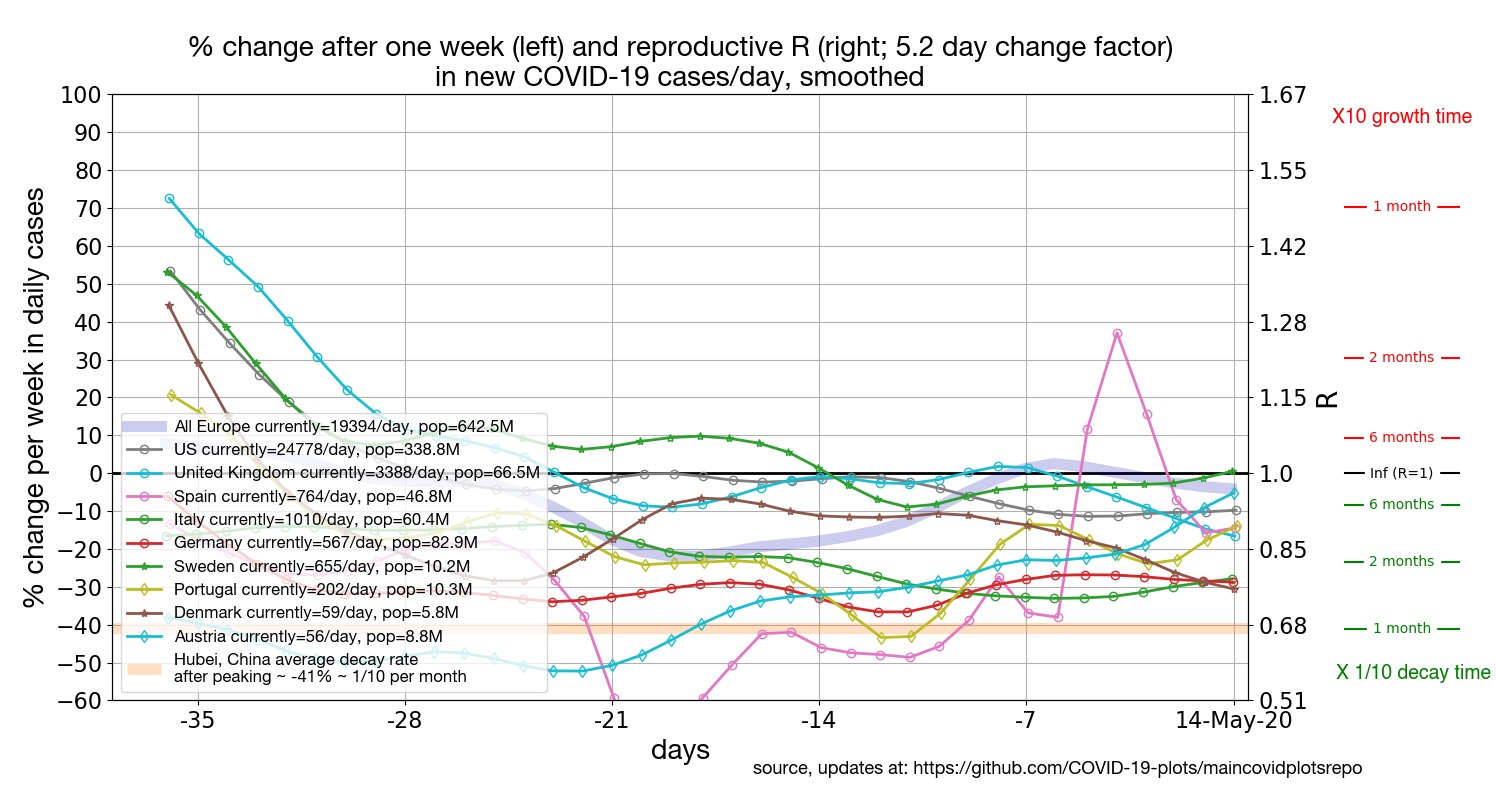 % change after one week (left) and reproductive R (right; 5.2 day change factor)
in new COVID-19 cases/day, smoothed
100
90
80
70
60
50
40
30
20
10
0
−10
−20
−30
−40
−50
−60
% change per week in daily cases
All Europe currently=19394/day, pop=642.5M
US currently=24778/day, pop=338.8M
United Kingdom currently=3388/day, pop=66.5M
Spain currently=764/day, pop=46.8M
Italy currently=1010/day, pop=60.4M
Germany currently=567/day, pop=82.9M
Sweden currently=655/day, pop=10.2M
Portugal currently=202/day, pop=10.3M
Denmark currently=59/day, pop=5.8M
Austria currently=56/day, pop=8.8M
Hubei, China average decay rate
after peaking ~ -41% ~ 1/10 per month
-35
-28
-21
-14
-7
14-May-20
days
1.67
1.55
1.42
1.28
1.15
1.0
0.85
0.68
0.51
R
X10 growth time
1 month
2 months
6 months
Inf (R=1)
6 months
2 months
1 month
X 1/10 decay time
source, updates at: https://github.com/COVID-19-plots/maincovidplotsrepo